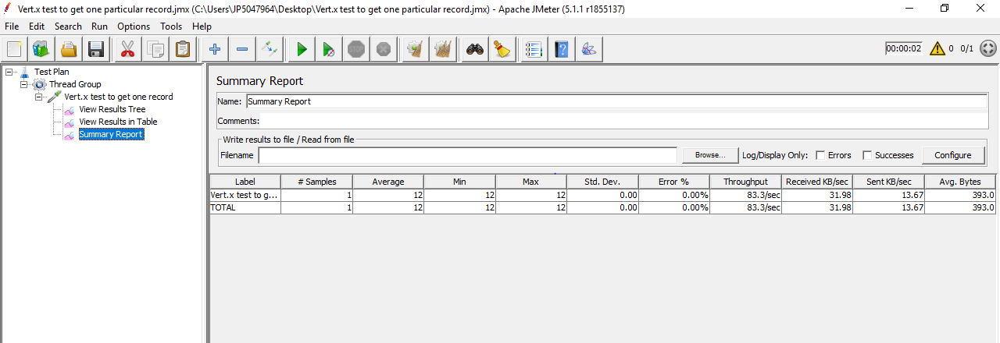 Vert.x test to get one particular record.jmx (C:\Users\JP5047964\Desktop\Vert.x test to get one particular record.jmx) - Apache JMeter (5.1.1 r1855137)
File Edit Search Run Options Tools Help
STOP 00:00:02 0 0/1
Test Plan
Thread Group
Vert.x test to get one record
View Results Tree
View Results in Table
Summary Report
Summary Report
Name: Summary Report
Comments:
Write results to file / Read from file
Filename Browse... Log/Display Only: Errors Successes Configure
Label # Samples Average Min Max Std. Dev. Error % Throughput Received KB/sec Sent KB/sec Avg. Bytes
Vert.x test to g... 1 12 12 12 0.00 0.00% 83.3/sec 31.98 13.67 393.0
TOTAL 1 12 12 12 0.00 0.00% 83.3/sec 31.98 13.67 393.0